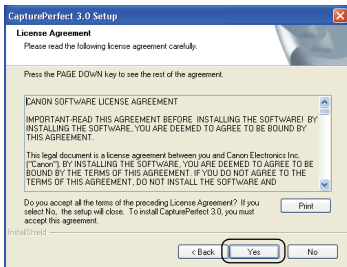 CapturePerfect 3.0 Setup
License Agreement
Please read the following license agreement carefully.
Press the PAGE DOWN key to see the rest of the agreement.
CANON SOFTWARE LICENSE AGREEMENT
IMPORTANT-READ THIS AGREEMENT BEFORE INSTALLING THE SOFTWARE! BY
INSTALLING THE SOFTWARE, YOU ARE DEEMED TO AGREE TO BE BOUND BY
THIS AGREEMENT.
This legal document is a license agreement between you and Canon Electronics Inc.
("Canon"). BY INSTALLING THE SOFTWARE, YOU ARE DEEMED TO AGREE TO BE
BOUND BY THE TERMS OF THIS AGREEMENT. IF YOU DO NOT AGREE TO THE
TERMS OF THIS AGREEMENT, DO NOT INSTALL THE SOFTWARE AND
Do you accept all the terms of the preceding License Agreement? If you
select No, the setup will close. To install CapturePerfect 3.0, you must
accept this agreement.
Print
InstallShield
< Back
Yes
No